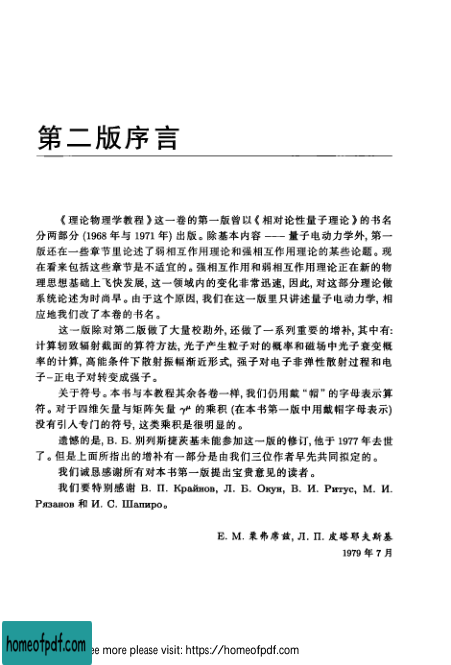 第二版序言
《理论物理学教程》这一卷的第一版曾以《相对论性量子理论》的书名
分两部分 (1968 年与 1971 年) 出版。除基本内容 —— 量子电动力学外, 第一
版还在一些章节里论述了弱相互作用理论和强相互作用理论的某些论题。现
在看来包括这些章节是不适宜的。强相互作用和弱相互作用理论正在新的物
理思想基础上飞快发展, 这一领域内的变化非常迅速, 因此, 对这部分理论做
系统论述为时尚早。由于这个原因, 我们在这一版里只讲述量子电动力学, 相
应地我们改了本卷的书名。
这一版除对第二版做了大量校勘外, 还做了一系列重要的增补, 其中有:
计算轫致辐射截面的算符方法, 光子产生粒子对的概率和磁场中光子衰变概
率的计算, 高能条件下散射振幅渐近形式, 强子对电子非弹性散射过程和电
子–正电子对转变成强子。
关于符号。本书与本教程其余各卷一样, 我们仍用戴 “帽” 的字母表示算
符。对于四维矢量与矩阵矢量 γμ 的乘积 (在本书第一版中用戴帽字母表示)
没有引入专门的符号, 这类乘积是很明显的。
遗憾的是, В. Б. 别列斯捷茨基未能参加这一版的修订, 他于 1977 年去世
了。但是上面所指出的增补有一部分是由我们三位作者早先共同拟定的。
我们诚恳感谢所有对本书第一版提出宝贵意见的读者。
我们要特别感谢 В. П. Крайнов, Л. Б. Окун, В. И. Ритус, М. И.
Рязанов 和 И. С. Шапиро。
Е. М. 栗弗席兹, Л. П. 皮塔耶夫斯基
1979 年 7 月
homeofpdf.com
ee more please visit: https://homeofpdf.com